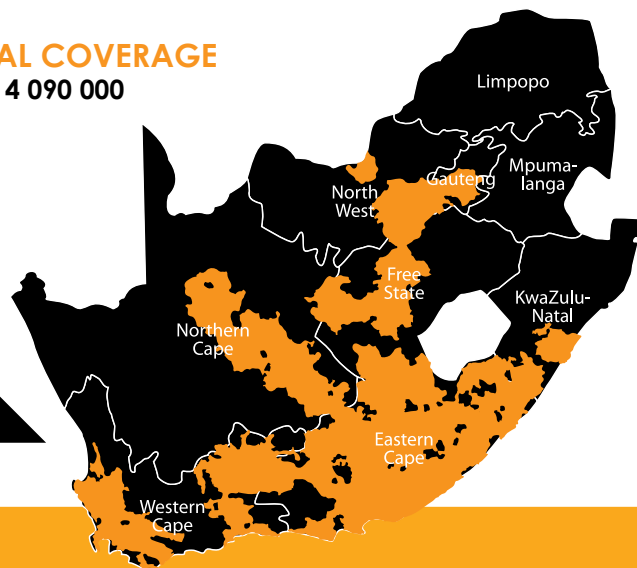 AL COVERAGE
4 090 000
Limpopo
Mpuma-
langa
Gauteng
North
West
Free
State
KwaZulu-
Natal
Northern
Cape
Eastern
Cape
Western
Cape